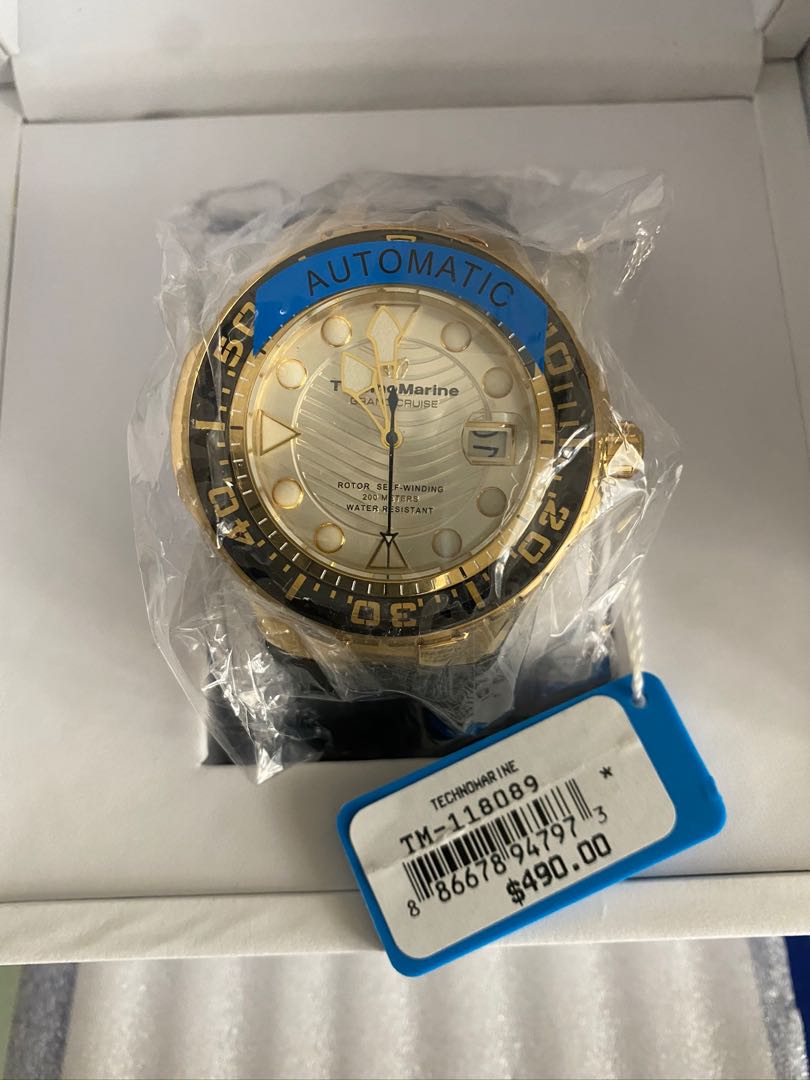 AUTOMATIC
50
10
TechnoMarine
GRAND CRUISE
ROTOR SELF-WINDING
200 METERS
WATER RESISTANT
40
20
30
TECHNOMARINE
TM-118089 *
8 86678 94797 3
$490.00